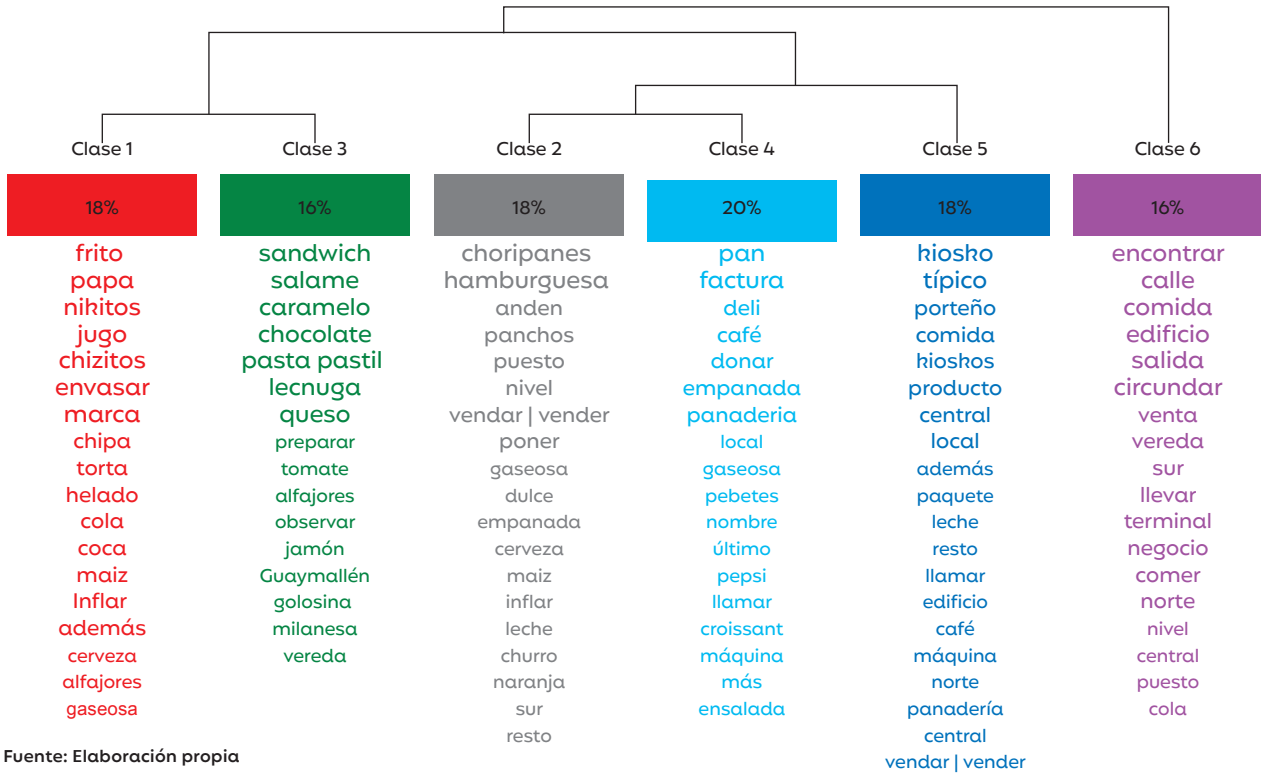 Clase 1
Clase 3
Clase 2
Clase 4
Clase 5
Clase 6
18%
16%
18%
20%
18%
16%
frito
papa
nikitos
jugo
chizitos
envasar
marca
chipa
torta
helado
cola
coca
maiz
Inflar
además
cerveza
alfajores
gaseosa
sandwich
salame
caramelo
chocolate
pasta pastil
lecnuga
queso
preparar
tomate
alfajores
observar
jamón
Guaymallén
golosina
milanesa
vereda
choripanes
hamburguesa
anden
panchos
puesto
nivel
vendar | vender
poner
gaseosa
dulce
empanada
cerveza
maiz
inflar
leche
churro
naranja
sur
resto
pan
factura
deli
café
donar
empanada
panaderia
local
gaseosa
pebetes
nombre
último
pepsi
llamar
croissant
máquina
más
ensalada
kiosko
típico
porteño
comida
kioskos
producto
central
local
además
paquete
leche
resto
llamar
edificio
café
máquina
norte
panadería
central
vendar | vender
encontrar
calle
comida
edificio
salida
circundar
venta
vereda
sur
llevar
terminal
negocio
comer
norte
nivel
central
puesto
cola
Fuente: Elaboración propia